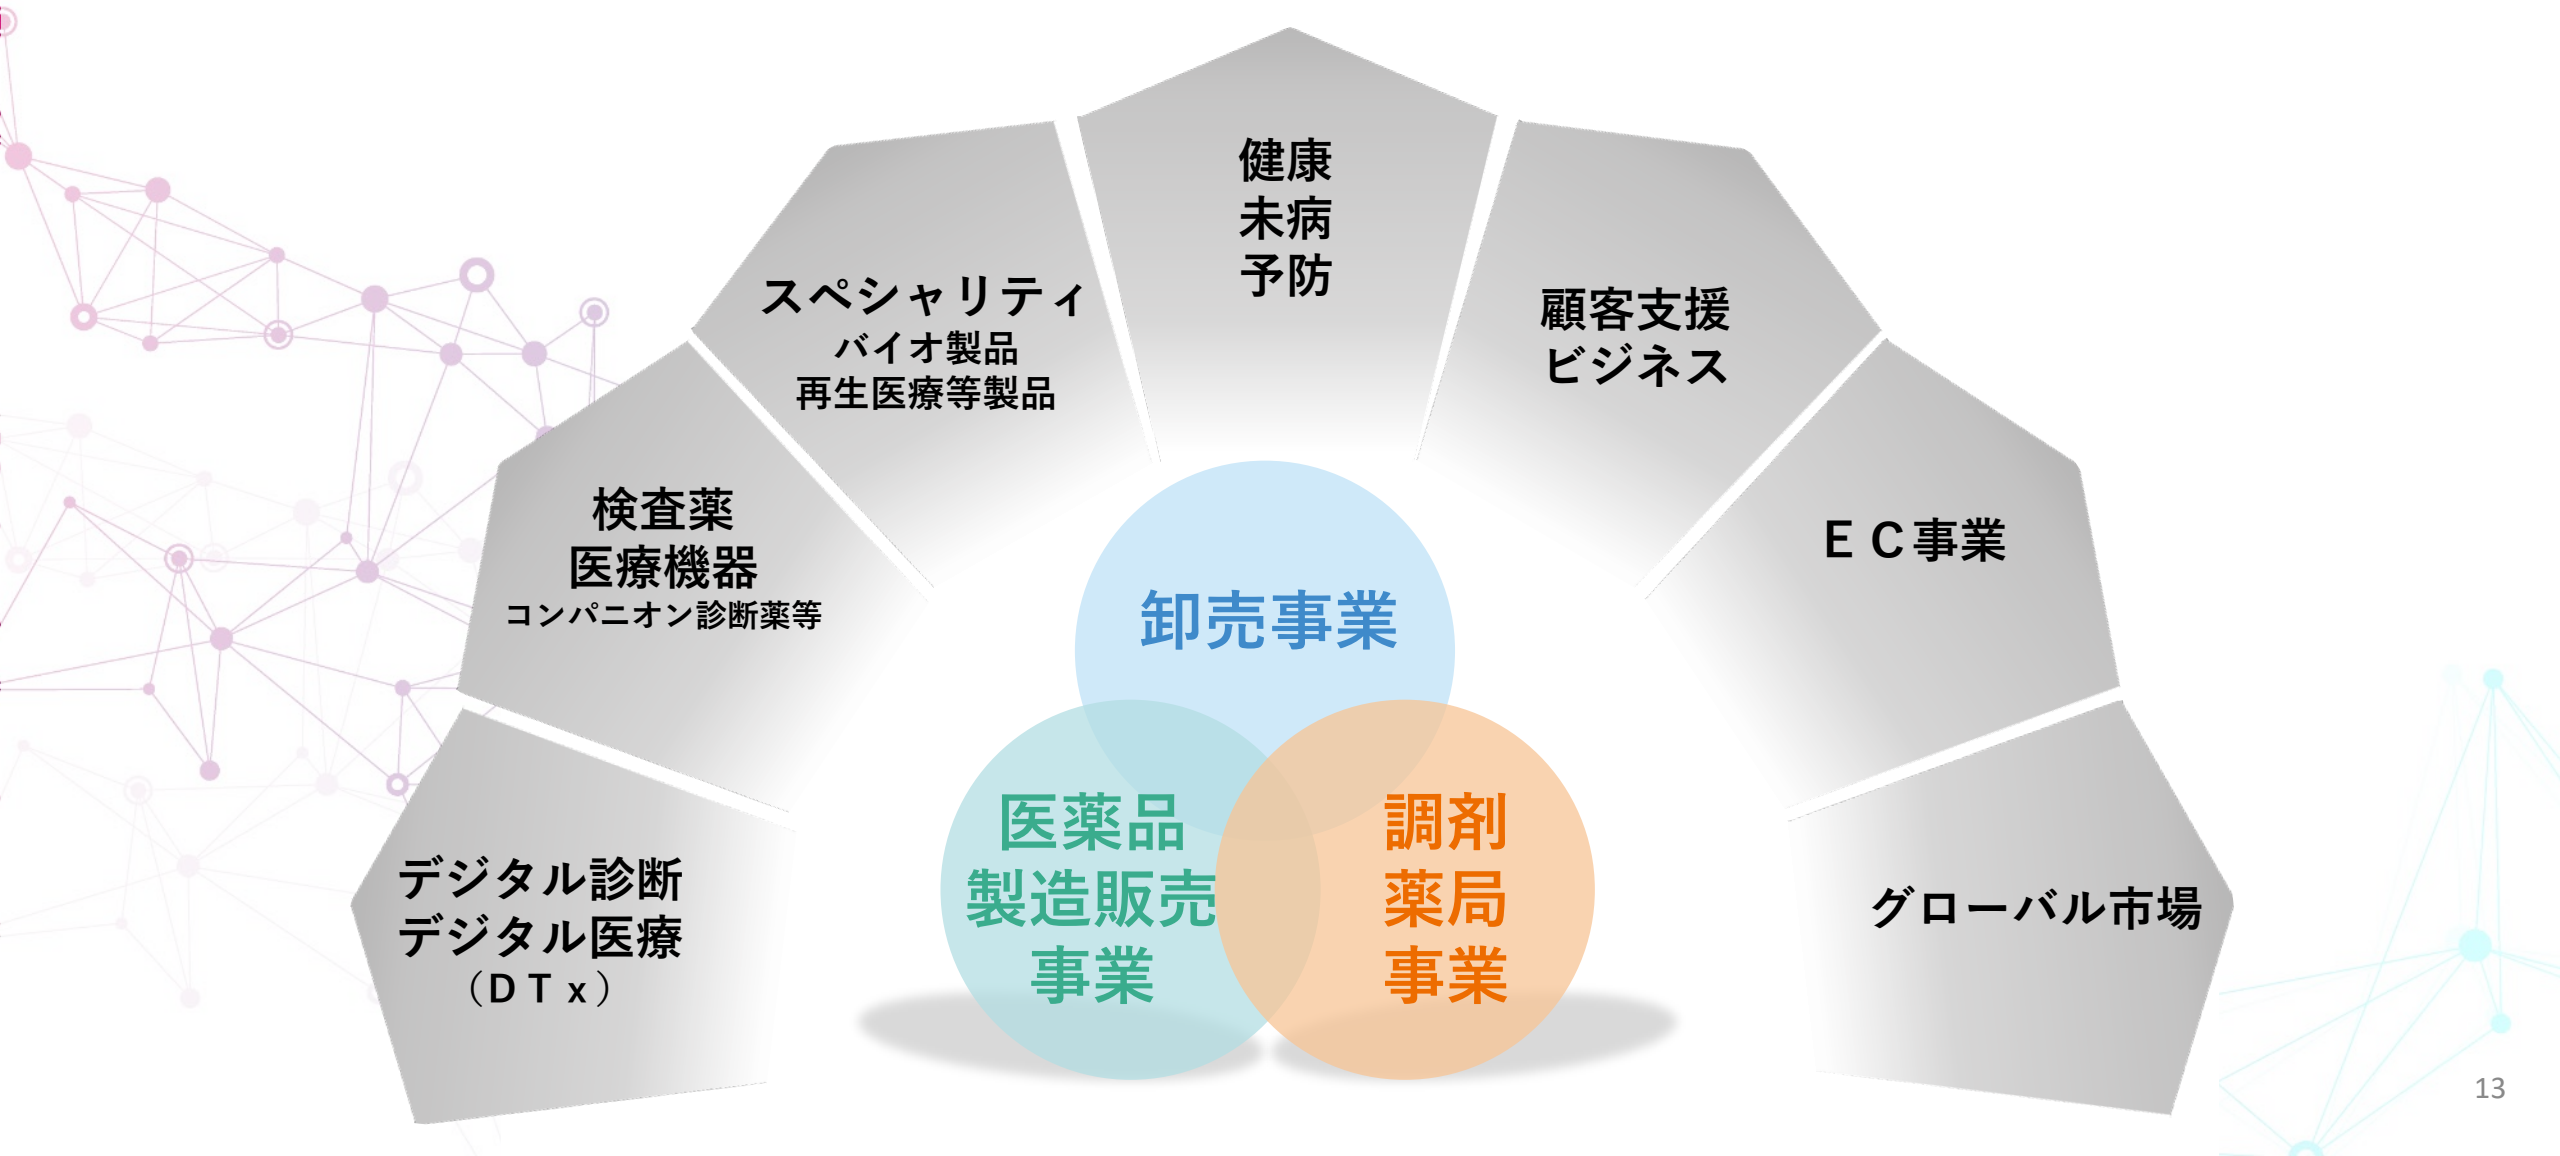 健康
未病
予防
スペシャリティ
バイオ製品
再生医療等製品
顧客支援
ビジネス
検査薬
医療機器
コンパニオン診断薬等
ＥＣ事業
デジタル診断
デジタル医療
（ＤＴｘ）
グローバル市場
卸売事業
医薬品
製造販売
事業
調剤
薬局
事業
13